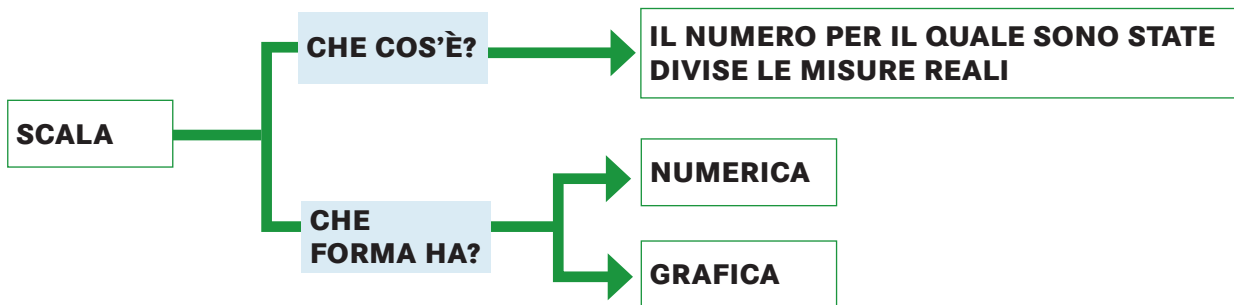 SCALA
CHE COS’È?
IL NUMERO PER IL QUALE SONO STATE
DIVISE LE MISURE REALI
CHE
FORMA HA?
NUMERICA
GRAFICA